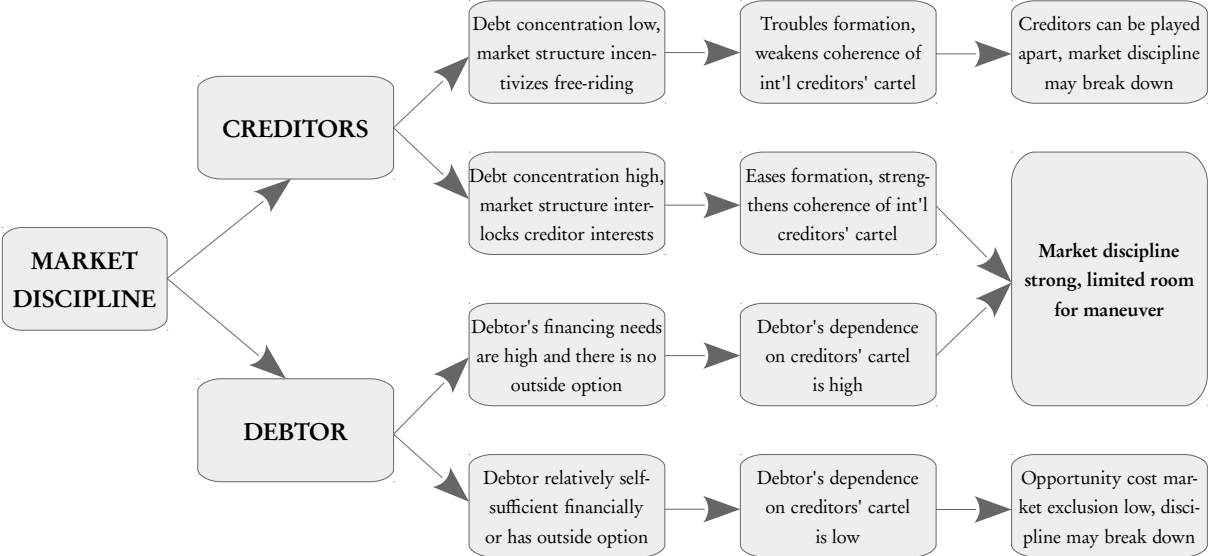 Debt concentration low,
market structure incen-
tivizes free-riding
Troubles formation,
weakens coherence of
int'l creditors' cartel
Creditors can be played
apart, market discipline
may break down
CREDITORS
Debt concentration high,
market structure inter-
locks creditor interests
Eases formation, streng-
thens coherence of int'l
creditors' cartel
MARKET
DISCIPLINE
Market discipline
strong, limited room
for maneuver
Debtor's financing needs
are high and there is no
outside option
Debtor's dependence
on creditors' cartel
is high
DEBTOR
Debtor relatively self-
sufficient financially
or has outside option
Debtor's dependence
on creditors' cartel
is low
Opportunity cost mar-
ket exclusion low, disci-
pline may break down